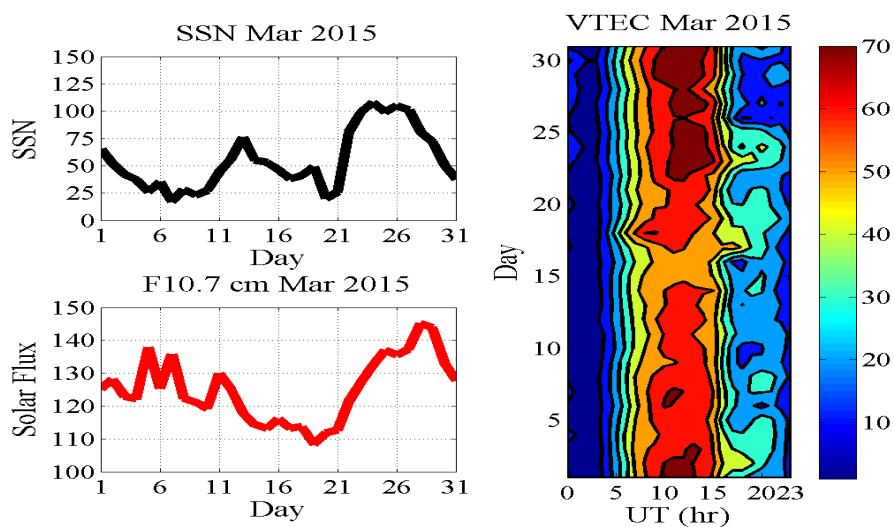 SSN Mar 2015
150
125
100
75
50
25
0
SSN
1 6 11 16 21 26 31
Day
F10.7 cm Mar 2015
150
140
130
120
110
100
Solar Flux
1 6 11 16 21 26 31
Day
VTEC Mar 2015
30
25
20
15
10
5
Day
0 5 10 15 2023
UT (hr)
70
60
50
40
30
20
10